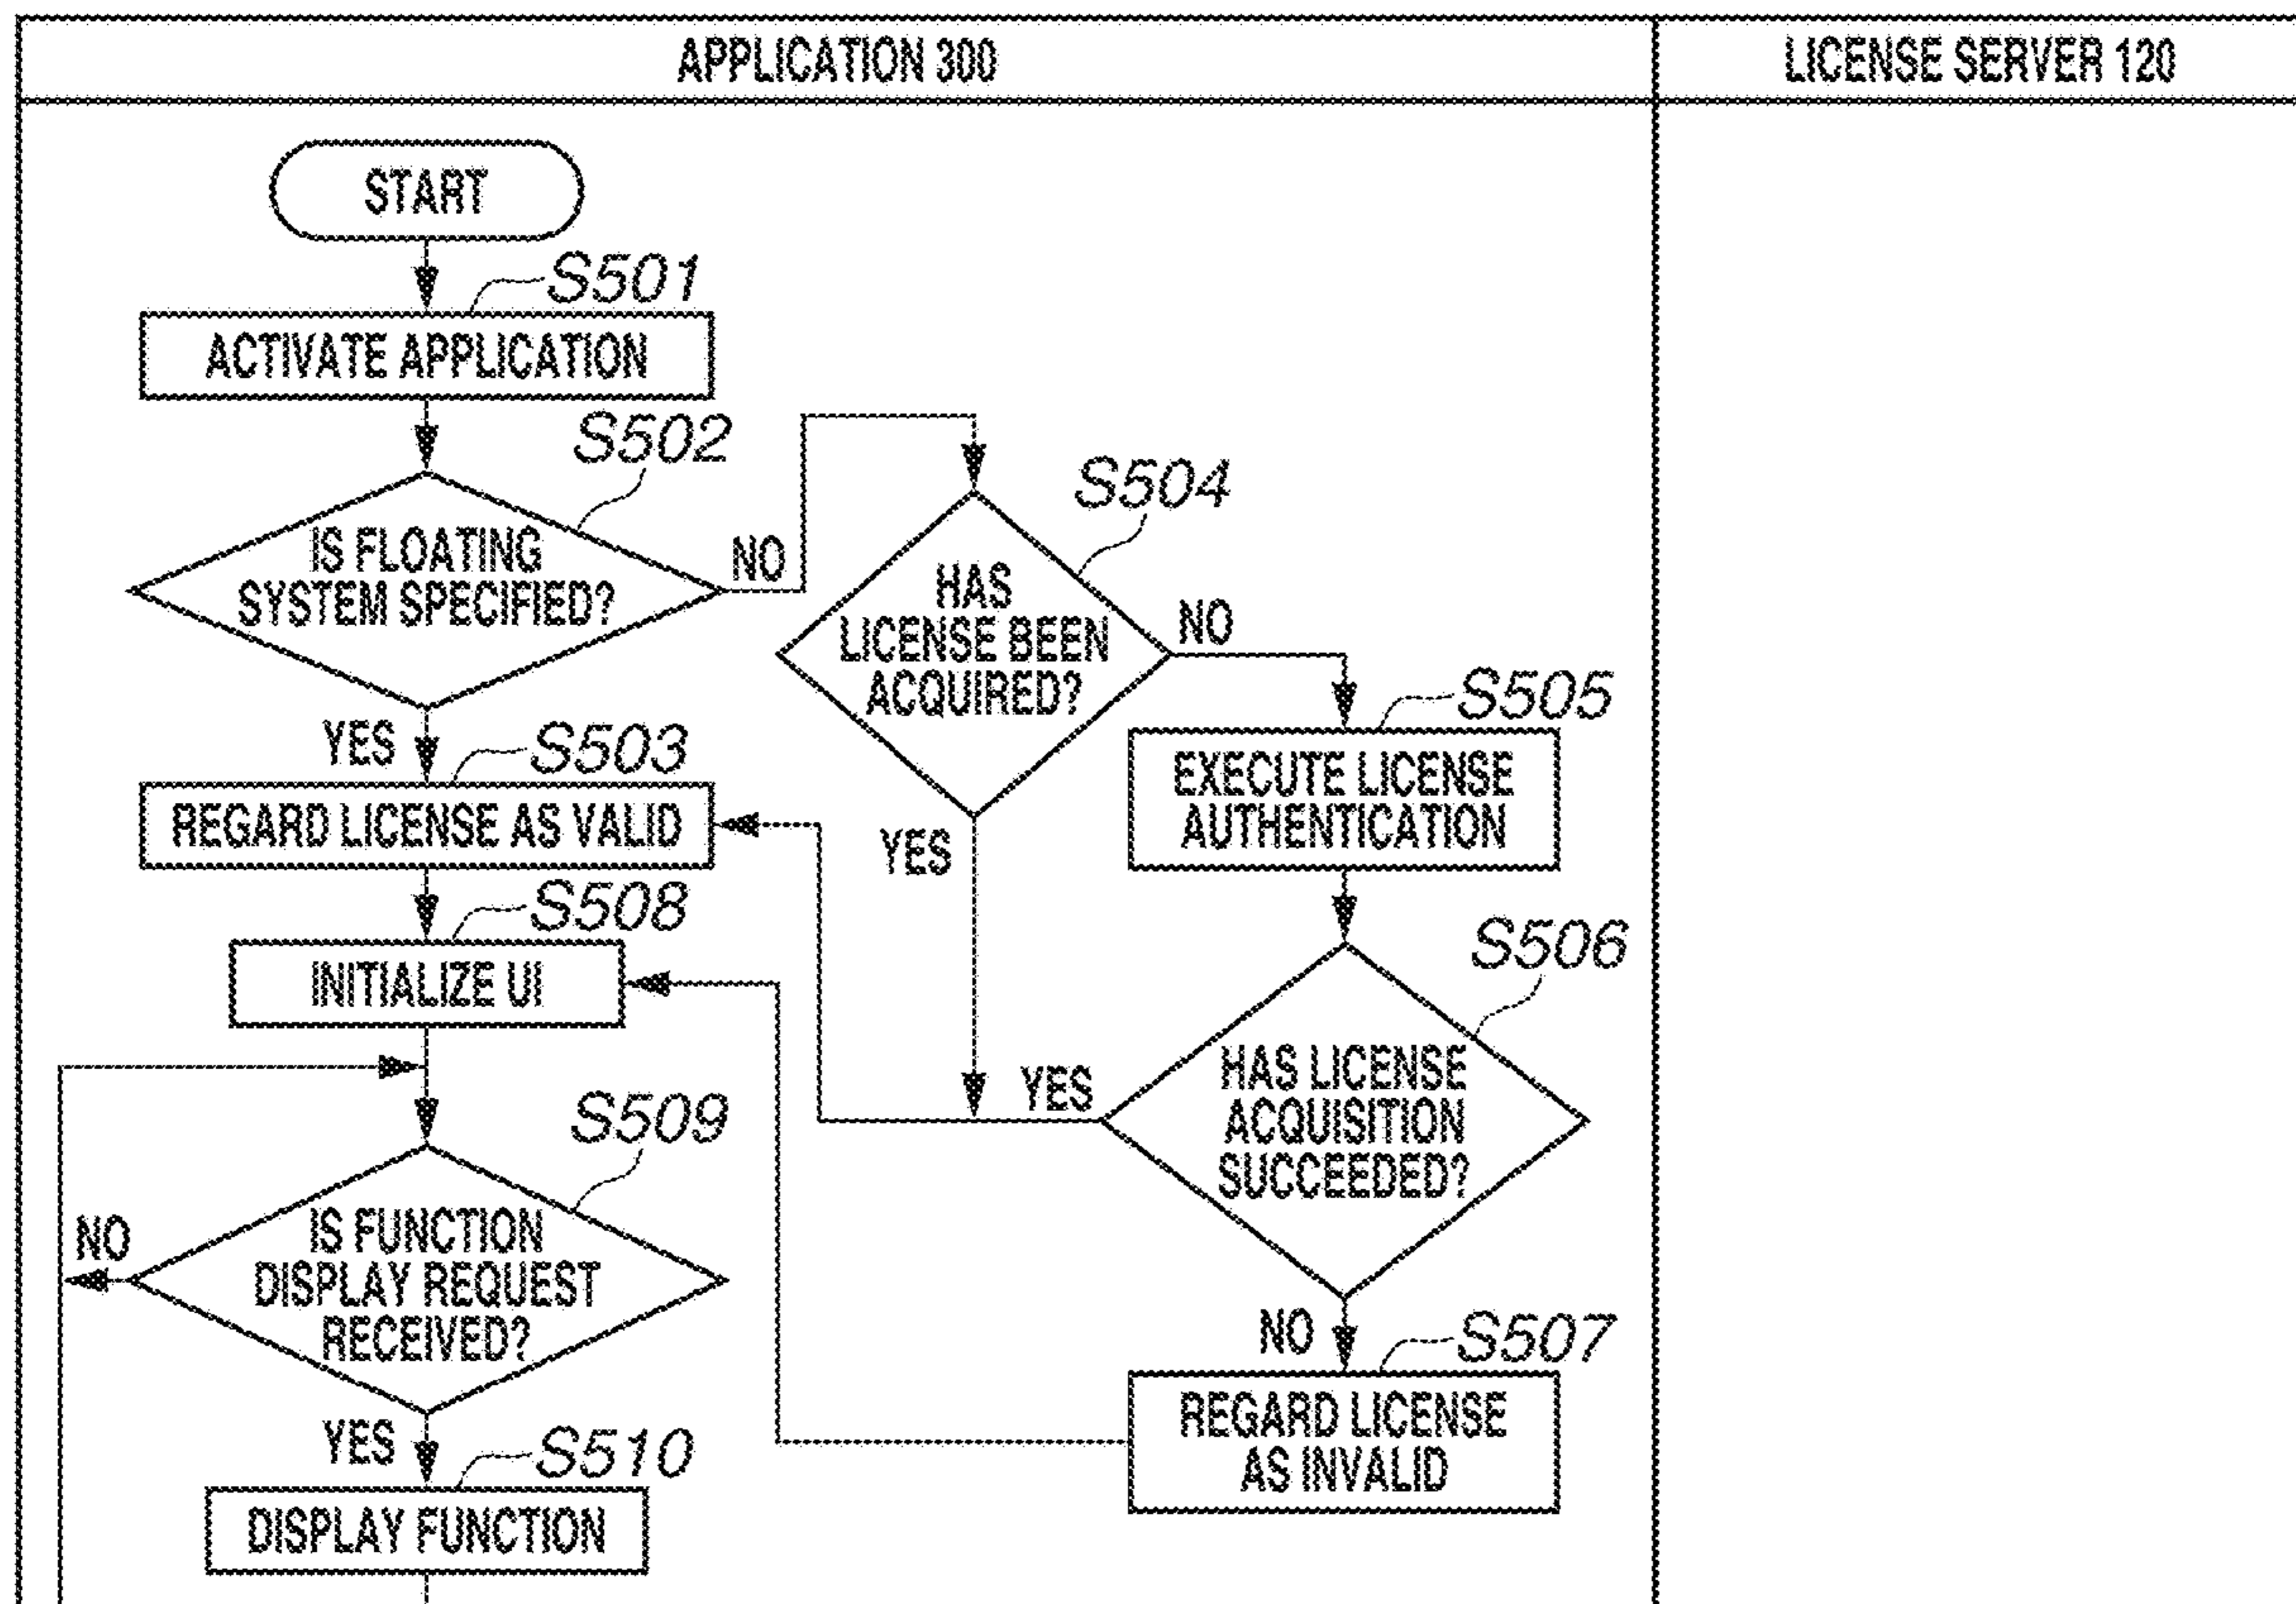 APPLICATION 300
LICENSE SERVER 120
START
S501
ACTIVATE APPLICATION
S502
IS FLOATING
SYSTEM SPECIFIED?
NO
YES
S504
HAS
LICENSE BEEN
ACQUIRED?
NO
YES
S505
EXECUTE LICENSE
AUTHENTICATION
S503
REGARD LICENSE AS VALID
S506
HAS LICENSE
ACQUISITION
SUCCEEDED?
YES
NO
S507
REGARD LICENSE
AS INVALID
S508
INITIALIZE UI
S509
IS FUNCTION
DISPLAY REQUEST
RECEIVED?
NO
YES
S510
DISPLAY FUNCTION